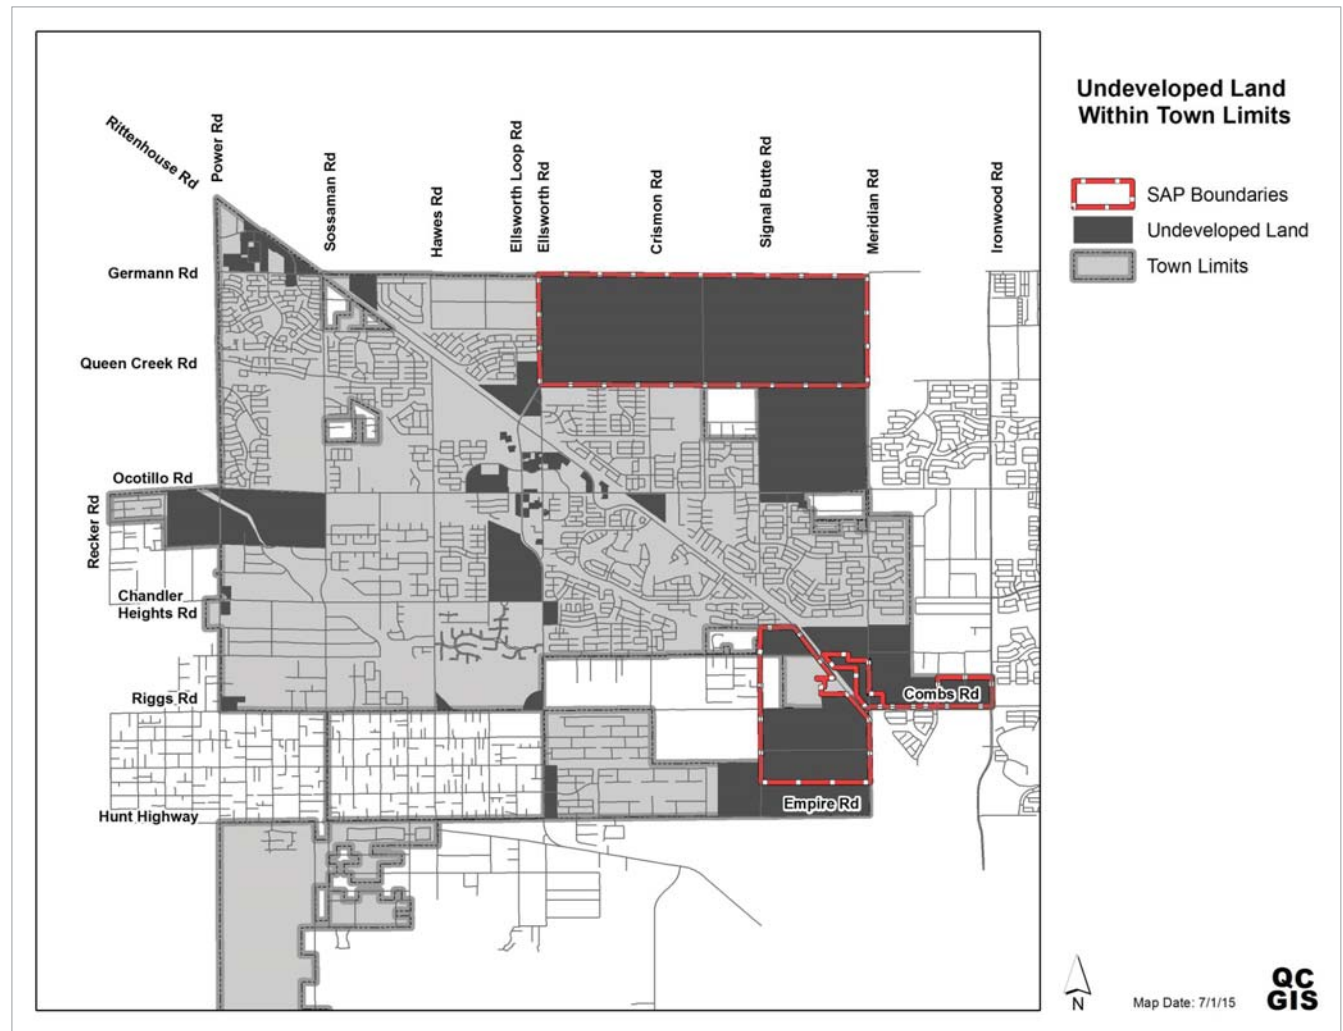 Undeveloped Land
Within Town Limits
SAP Boundaries
Undeveloped Land
Town Limits
Rittenhouse Rd
Power Rd
Sossaman Rd
Hawes Rd
Ellsworth Loop Rd
Ellsworth Rd
Crismon Rd
Signal Butte Rd
Meridian Rd
Ironwood Rd
Germann Rd
Queen Creek Rd
Ocotillo Rd
Recker Rd
Chandler
Heights Rd
Riggs Rd
Combs Rd
Empire Rd
Hunt Highway
N
Map Date: 7/1/15
QC
GIS